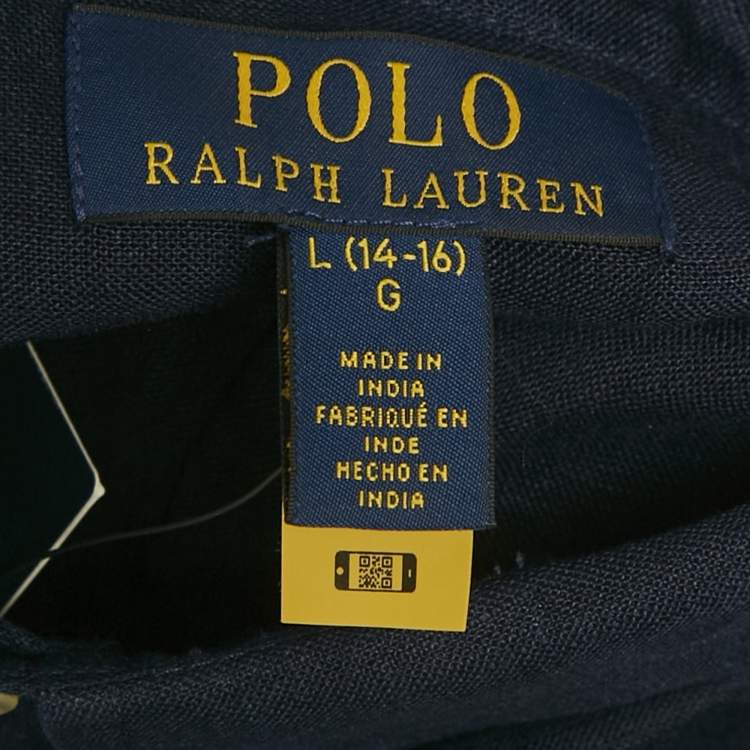 POLO
RALPH LAUREN
L (14-16)
G
MADE IN
INDIA
FABRIQUÉ EN
INDE
HECHO EN
INDIA